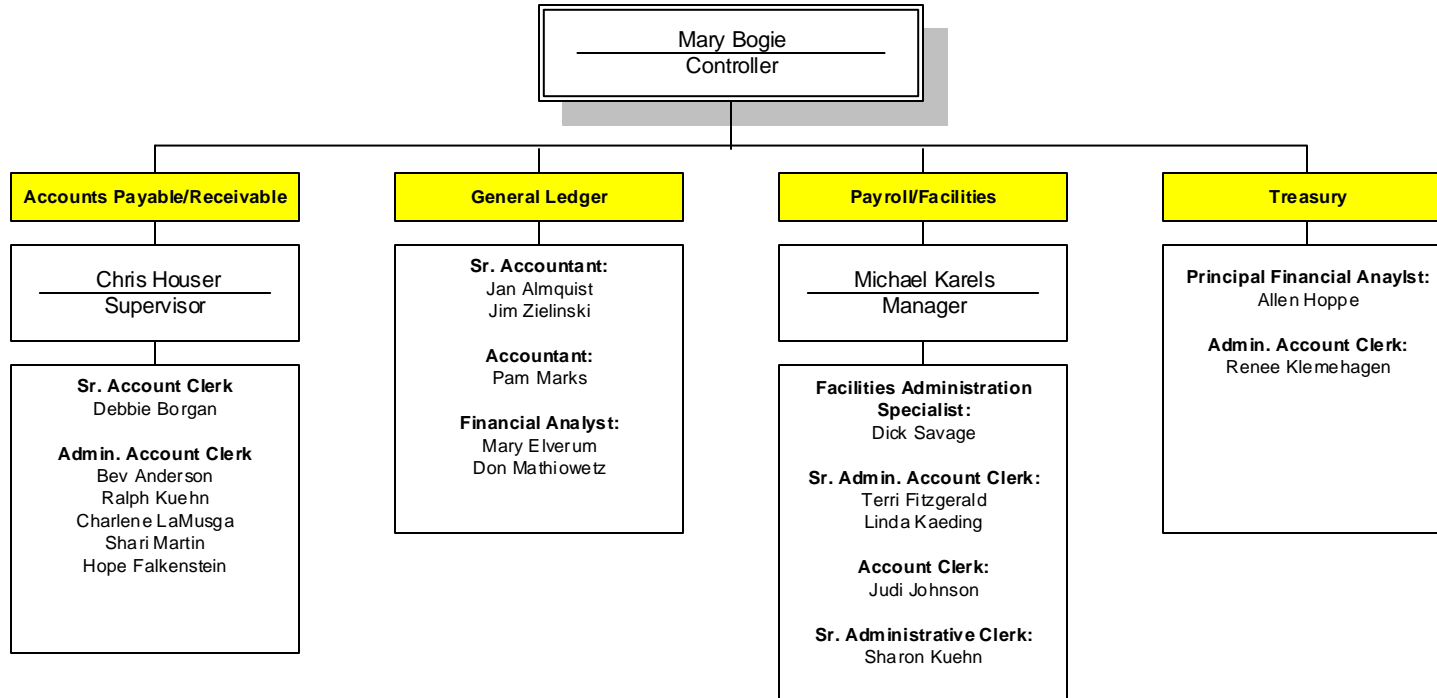 Mary Bogie
Controller
Accounts Payable/Receivable
Chris Houser
Supervisor
Sr. Account Clerk
Debbie Borgan
Admin. Account Clerk
Bev Anderson
Ralph Kuehn
Charlene LaMusga
Shari Martin
Hope Falkenstein
General Ledger
Sr. Accountant:
Jan Almquist
Jim Zielinski
Accountant:
Pam Marks
Financial Analyst:
Mary Elverum
Don Mathiowetz
Payroll/Facilities
Michael Karels
Manager
Facilities Administration
Specialist:
Dick Savage
Sr. Admin. Account Clerk:
Terri Fitzgerald
Linda Kaeding
Account Clerk:
Judi Johnson
Sr. Administrative Clerk:
Sharon Kuehn
Treasury
Principal Financial Anaylst:
Allen Hoppe
Admin. Account Clerk:
Renee Klemehagen